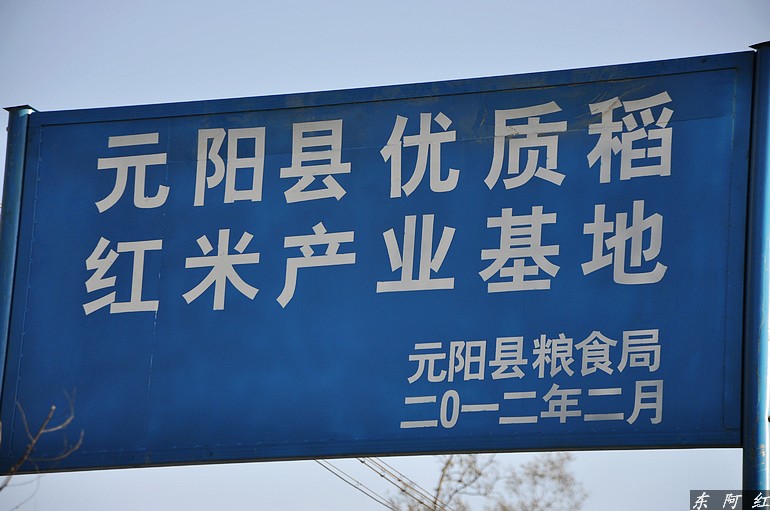 元阳县优质稻
红米产业基地
元阳县粮食局
二0一二年二月
东阿红